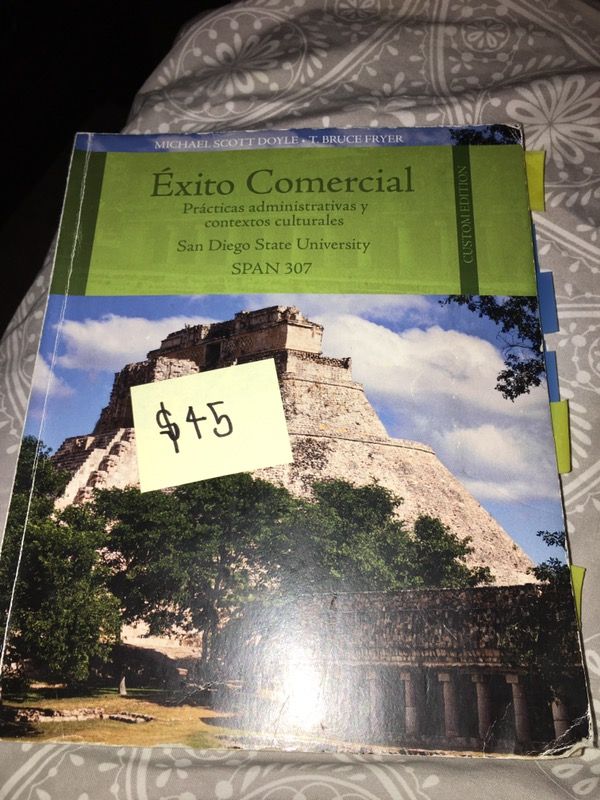 MICHAEL SCOTT DOYLE • T. BRUCE FRYER
Éxito Comercial
Prácticas administrativas y
contextos culturales
San Diego State University
SPAN 307
CUSTOM EDITION
$45